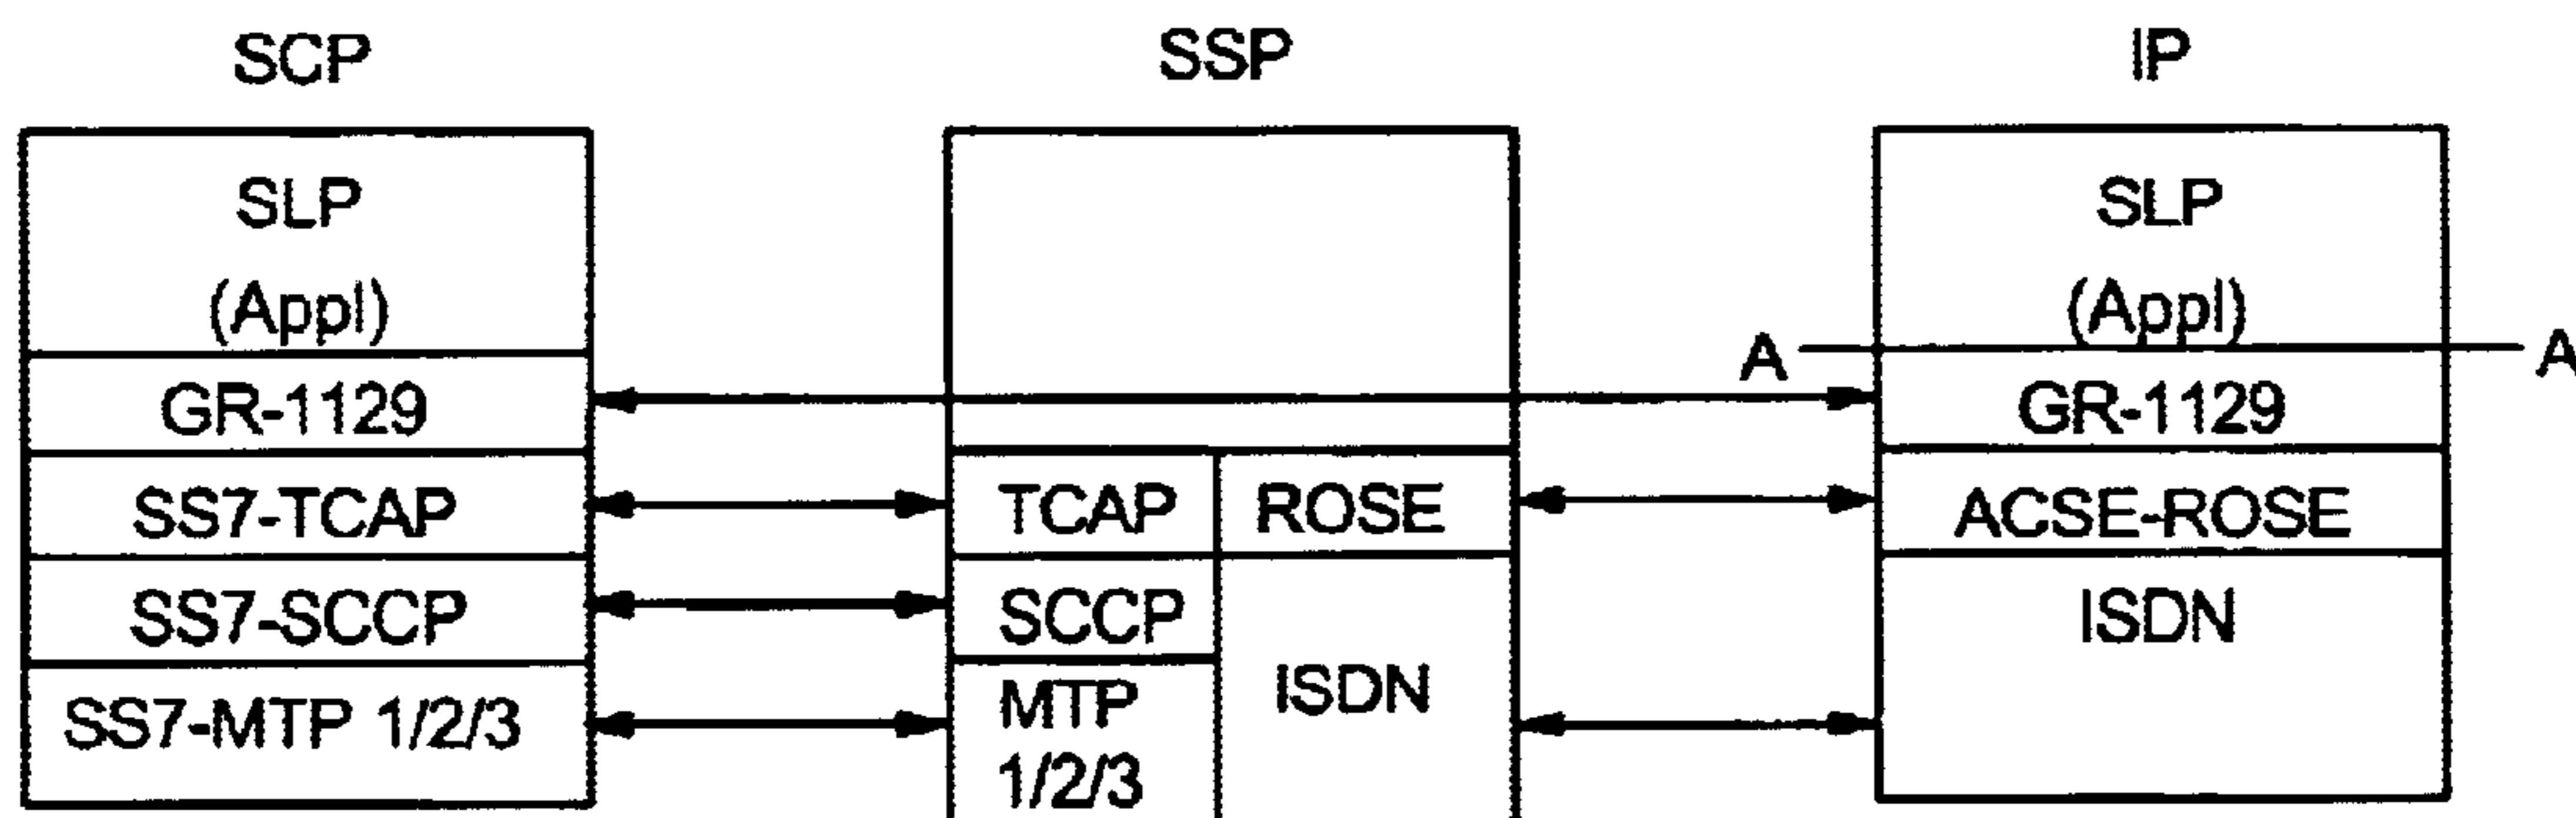 SCP
SSP
IP
SLP
(Appl)
GR-1129
SS7-TCAP
SS7-SCCP
SS7-MTP 1/2/3
TCAP
ROSE
SCCP
MTP
1/2/3
ISDN
SLP
(Appl)
A
A
GR-1129
ACSE-ROSE
ISDN